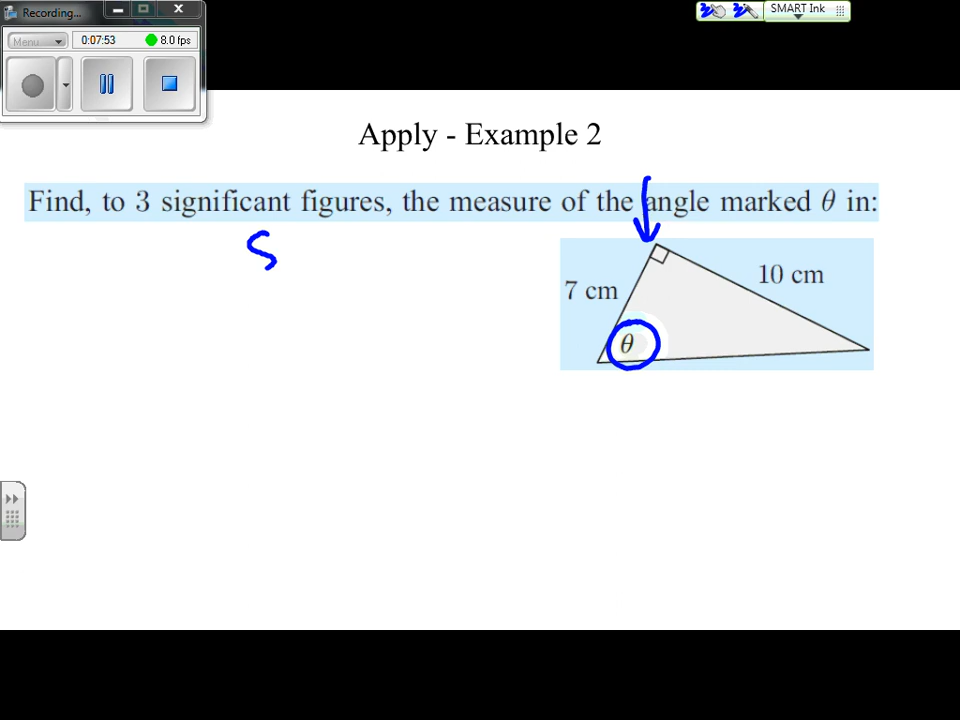 Recording...
SMART Ink
Menu
0:07:53
8.0 fps
Apply - Example 2
Find, to 3 significant figures, the measure of the angle marked θ in:
S
7 cm
10 cm
θ